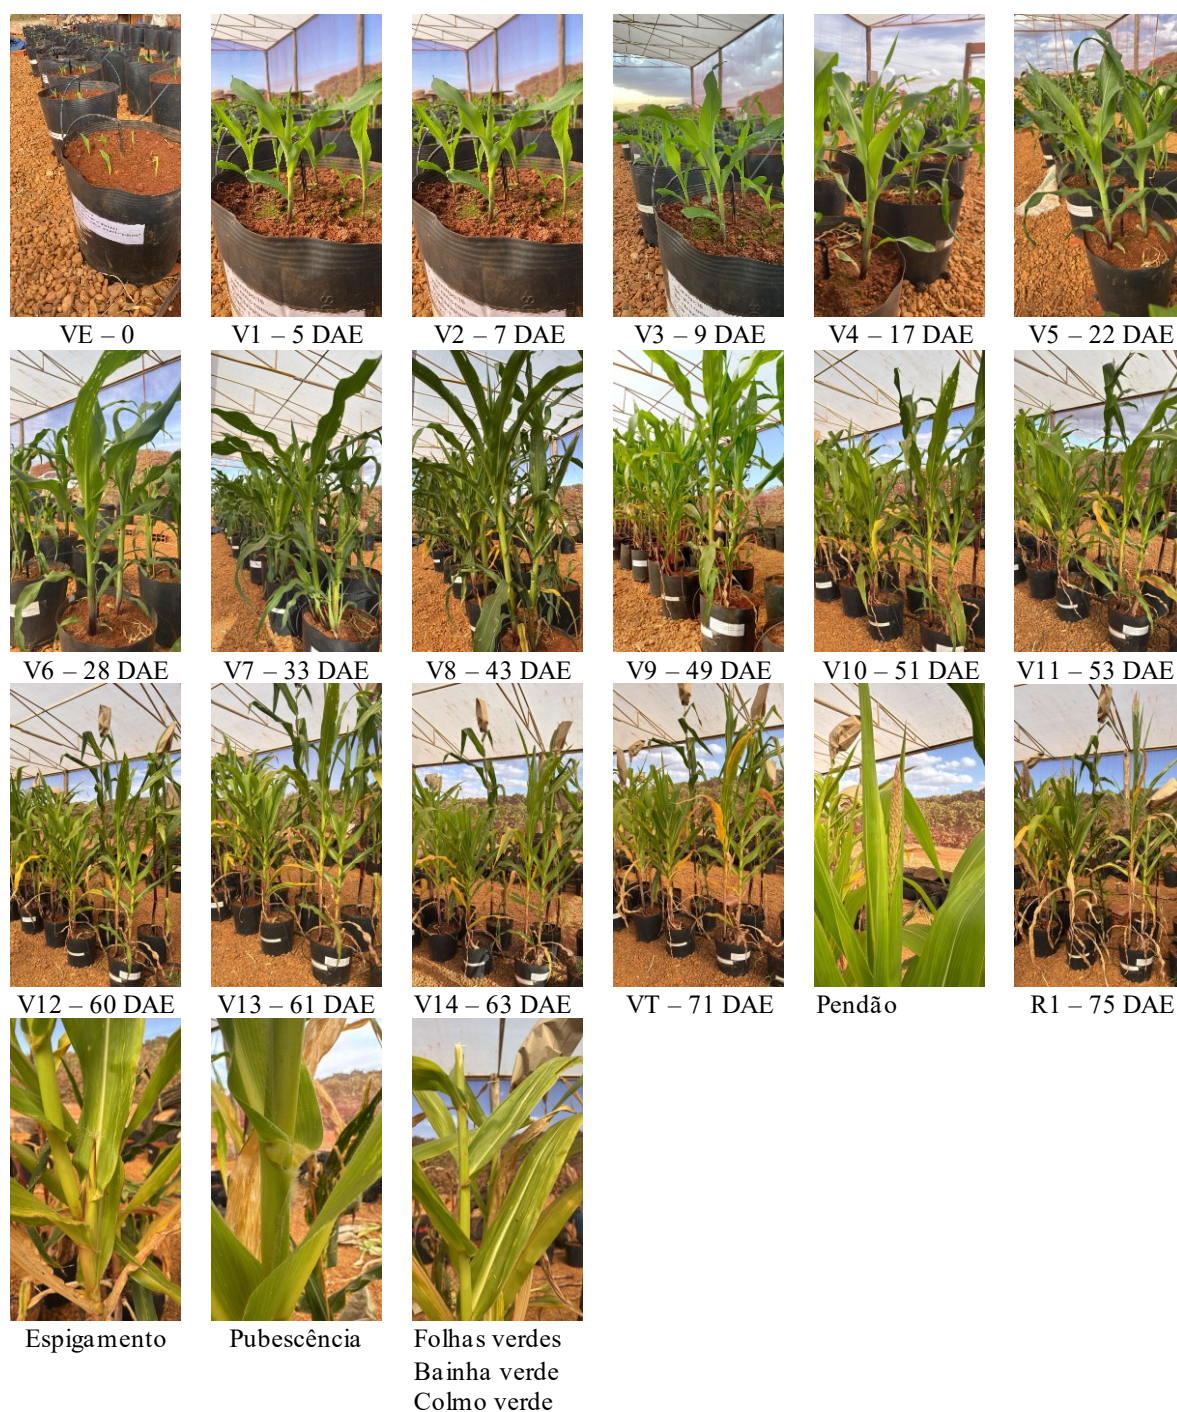 VE – 0
V1 – 5 DAE
V2 – 7 DAE
V3 – 9 DAE
V4 – 17 DAE
V5 – 22 DAE
V6 – 28 DAE
V7 – 33 DAE
V8 – 43 DAE
V9 – 49 DAE
V10 – 51 DAE
V11 – 53 DAE
V12 – 60 DAE
V13 – 61 DAE
V14 – 63 DAE
VT – 71 DAE
Pendão
R1 – 75 DAE
Espigamento
Pubescência
Folhas verdes
Bainha verde
Colmo verde